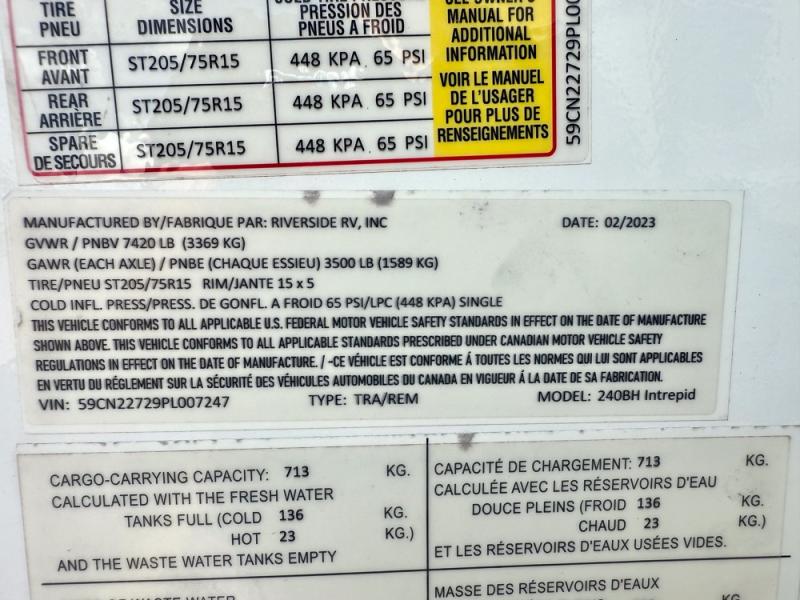 TIRE SIZE PRESSION DES
PNEU DIMENSIONS PNEUS A FROID
FRONT
AVANT ST205/75R15 448 KPA. 65 PSI
REAR
ARRIÈRE ST205/75R15 448 KPA. 65 PSI
SPARE
DE SECOURS ST205/75R15 448 KPA. 65 PSI
SEE OWNER'S
MANUAL FOR
ADDITIONAL
INFORMATION
VOIR LE MANUEL
DE L'USAGER
POUR PLUS DE
RENSEIGNEMENTS
59CN22729PL00
MANUFACTURED BY/FABRIQUE PAR: RIVERSIDE RV, INC DATE: 02/2023
GVWR / PNBV 7420 LB (3369 KG)
GAWR (EACH AXLE) / PNBE (CHAQUE ESSIEU) 3500 LB (1589 KG)
TIRE/PNEU ST205/75R15 RIM/JANTE 15 x 5
COLD INFL. PRESS/PRESS. DE GONFL. A FROID 65 PSI/LPC (448 KPA) SINGLE
THIS VEHICLE CONFORMS TO ALL APPLICABLE U.S. FEDERAL MOTOR VEHICLE SAFETY STANDARDS IN EFFECT ON THE DATE OF MANUFACTURE
SHOWN ABOVE. THIS VEHICLE CONFORMS TO ALL APPLICABLE STANDARDS PRESCRIBED UNDER CANADIAN MOTOR VEHICLE SAFETY
REGULATIONS IN EFFECT ON THE DATE OF MANUFACTURE. / -CE VÉHICLE EST CONFORME Á TOUTES LES NORMES QUI LUI SONT APPLICABLES
EN VERTU DU RÉGLEMENT SUR LA SÉCURITÉ DES VÉHICULES AUTOMOBILES DU CANADA EN VIGUEUR Á LA DATE DE SA FABRICATION.
VIN: 59CN22729PL007247 TYPE: TRA/REM MODEL: 240BH Intrepid
CARGO-CARRYING CAPACITY: 713 KG.
CALCULATED WITH THE FRESH WATER
TANKS FULL (COLD 136 KG.
HOT 23 KG.)
AND THE WASTE WATER TANKS EMPTY
CAPACITÉ DE CHARGEMENT: 713 KG.
CALCULÉE AVEC LES RÉSERVOIRS D'EAU
DOUCE PLEINS (FROID 136 KG.
CHAUD 23 KG.)
ET LES RÉSERVOIRS D'EAUX USÉES VIDES.
MASSE DES RÉSERVOIRS D'EAUX